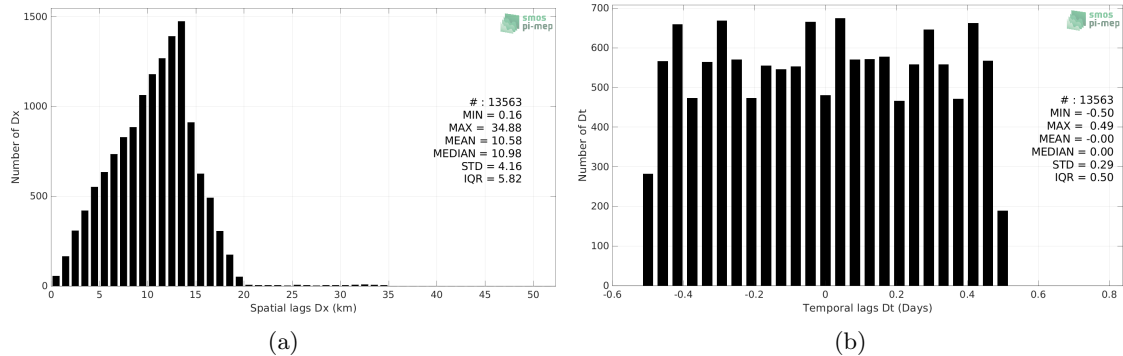 1500
1000
500
0
Number of Dx
0
5
10
15
20
25
30
35
40
45
50
Spatial lags Dx (km)
smos
pi-mep
# : 13563
MIN = 0.16
MAX = 34.88
MEAN = 10.58
MEDIAN = 10.98
STD = 4.16
IQR = 5.82
(a)
700
600
500
400
300
200
100
0
Number of Dt
-0.6
-0.4
-0.2
0
0.2
0.4
0.6
0.8
Temporal lags Dt (Days)
smos
pi-mep
# : 13563
MIN = -0.50
MAX = 0.49
MEAN = -0.00
MEDIAN = 0.00
STD = 0.29
IQR = 0.50
(b)